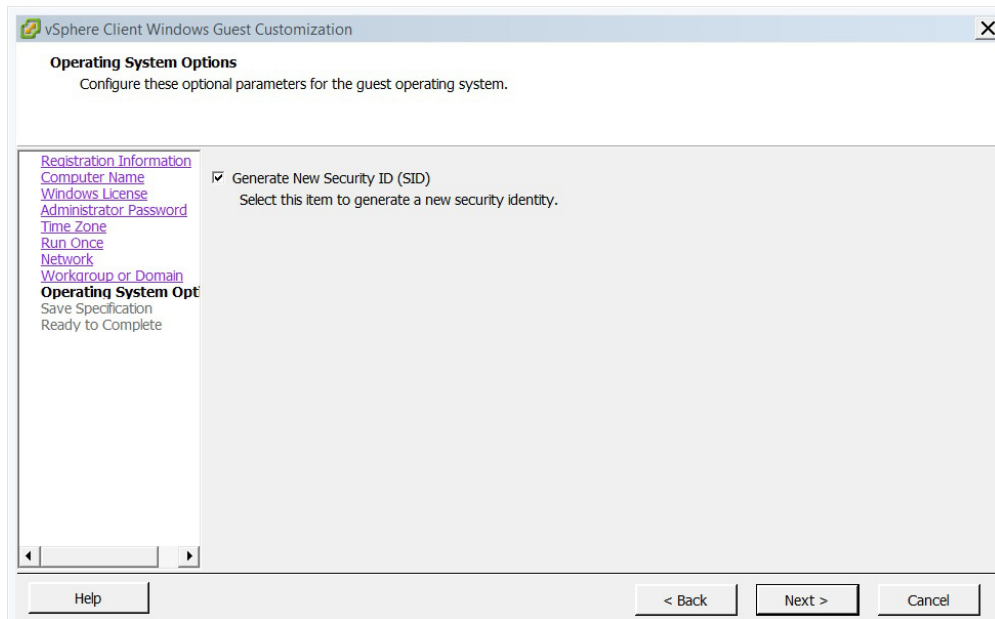 vSphere Client Windows Guest Customization
Operating System Options
Configure these optional parameters for the guest operating system.
Registration Information
Computer Name
Windows License
Administrator Password
Time Zone
Run Once
Network
Workgroup or Domain
Operating System Opti
Save Specification
Ready to Complete
Generate New Security ID (SID)
Select this item to generate a new security identity.
Help
< Back
Next >
Cancel